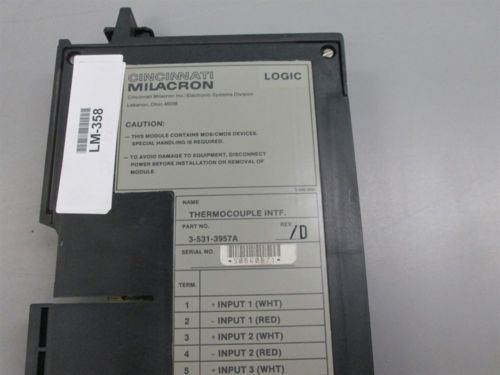 LM-358
CINCINNATI
MILACRON
LOGIC
Cincinnati Milacron Inc./Electronic Systems Division
Lebanon, Ohio 45036
CAUTION:
— THIS MODULE CONTAINS MOS/CMOS DEVICES.
SPECIAL HANDLING IS REQUIRED.
— TO AVOID DAMAGE TO EQUIPMENT, DISCONNECT
POWER BEFORE INSTALLATION OR REMOVAL OF
MODULE.
NAME
THERMOCOUPLE INTF.
PART NO.
REV.
3-531-3957A
/D
SERIAL NO.
TERM.
1 + INPUT 1 (WHT)
2 - INPUT 1 (RED)
3 + INPUT 2 (WHT)
4 - INPUT 2 (RED)
5 + INPUT 3 (WHT)